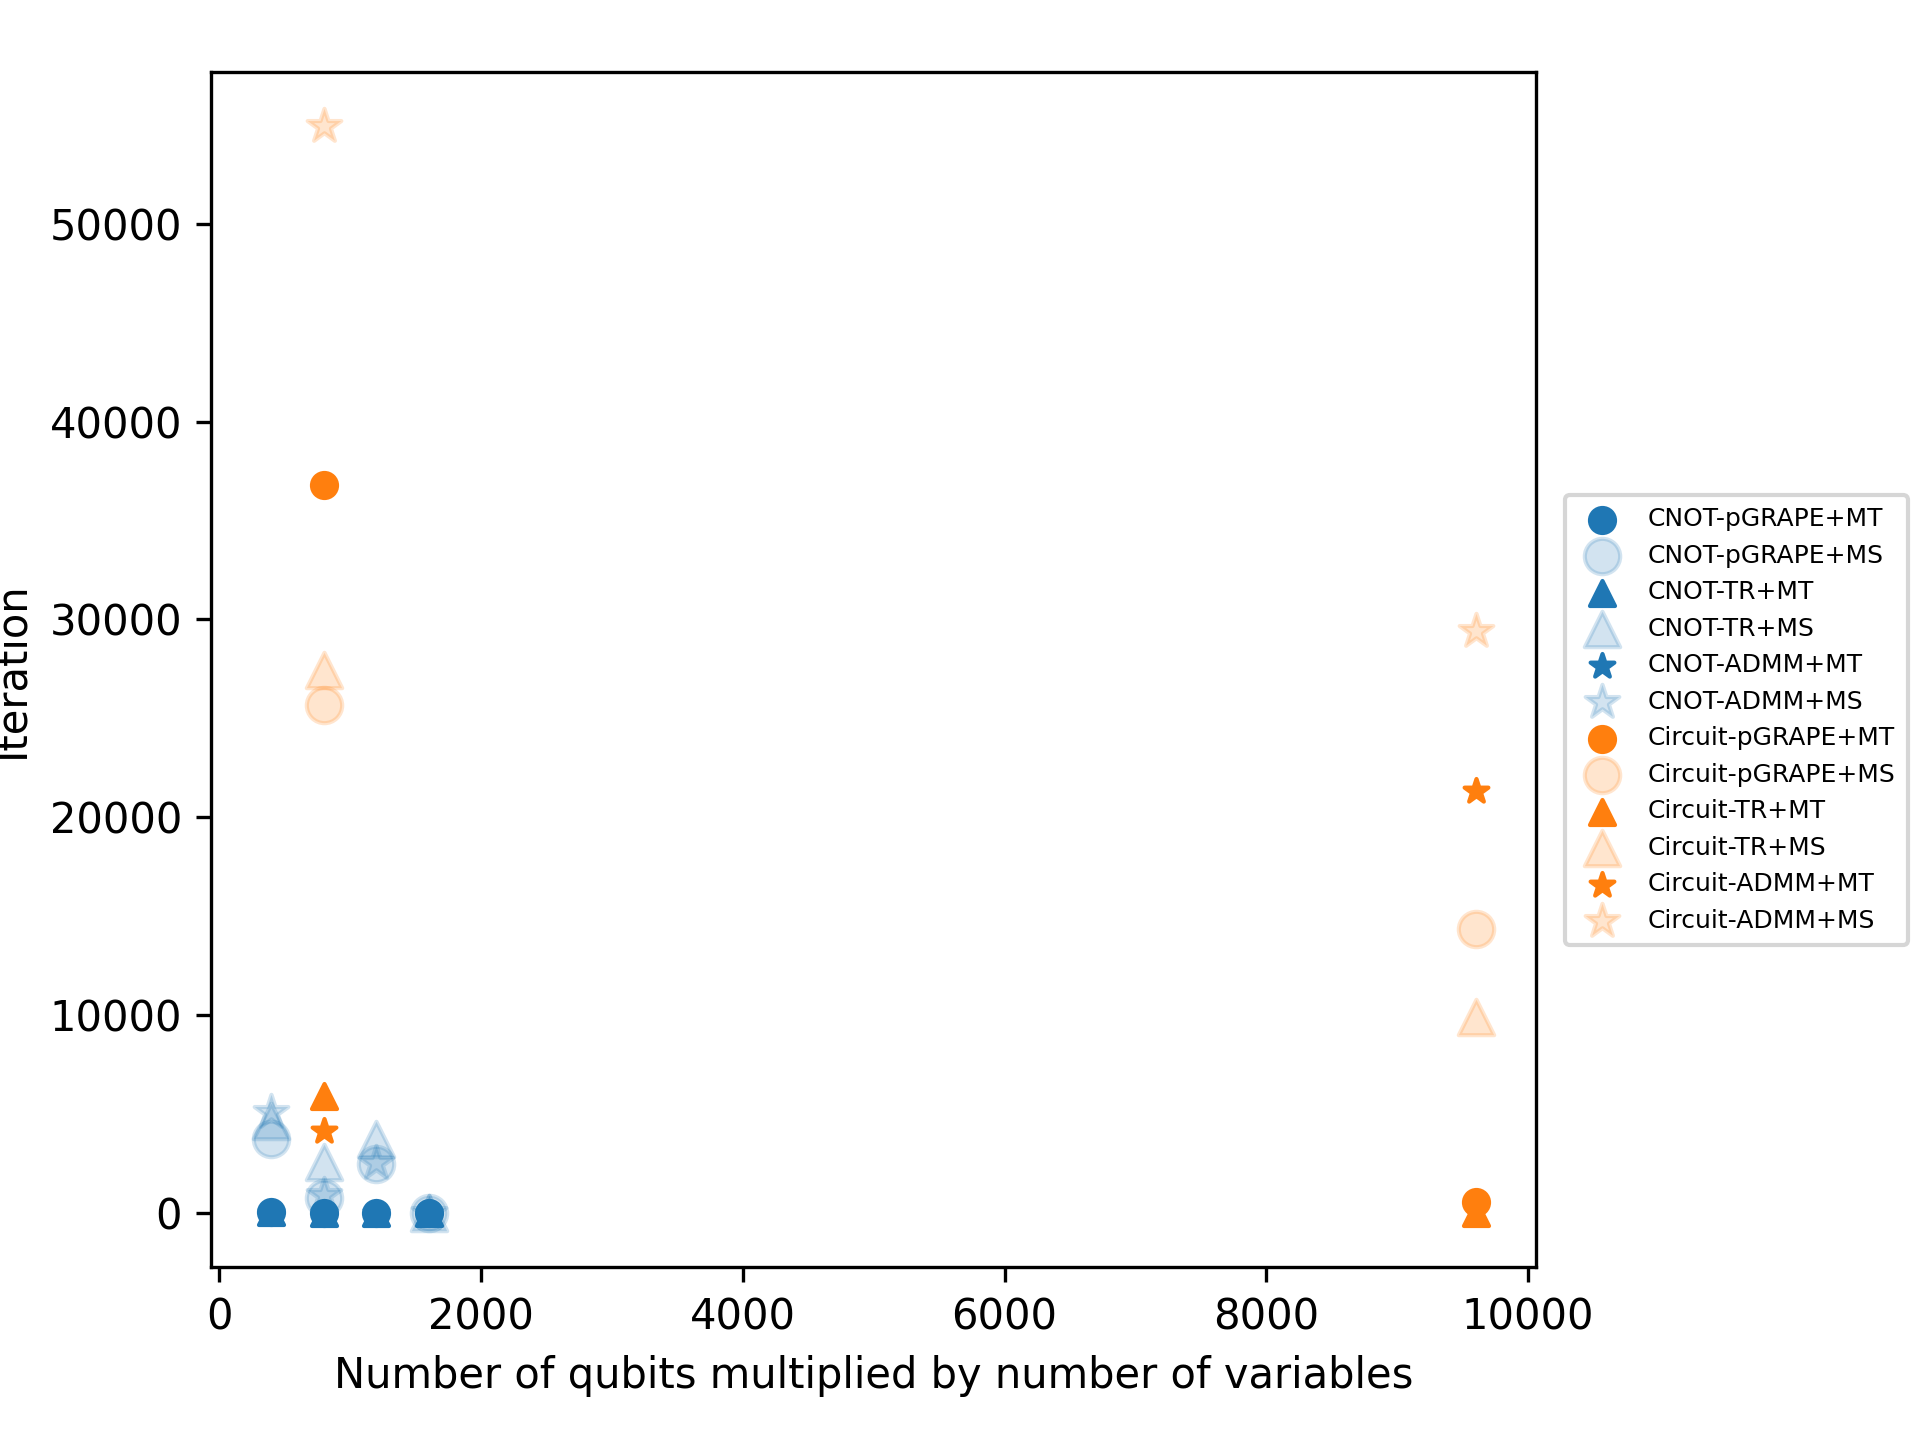 Iteration
50000
40000
30000
20000
10000
0
0 2000 4000 6000 8000 10000
Number of qubits multiplied by number of variables
CNOT-pGRAPE+MT
CNOT-pGRAPE+MS
CNOT-TR+MT
CNOT-TR+MS
CNOT-ADMM+MT
CNOT-ADMM+MS
Circuit-pGRAPE+MT
Circuit-pGRAPE+MS
Circuit-TR+MT
Circuit-TR+MS
Circuit-ADMM+MT
Circuit-ADMM+MS